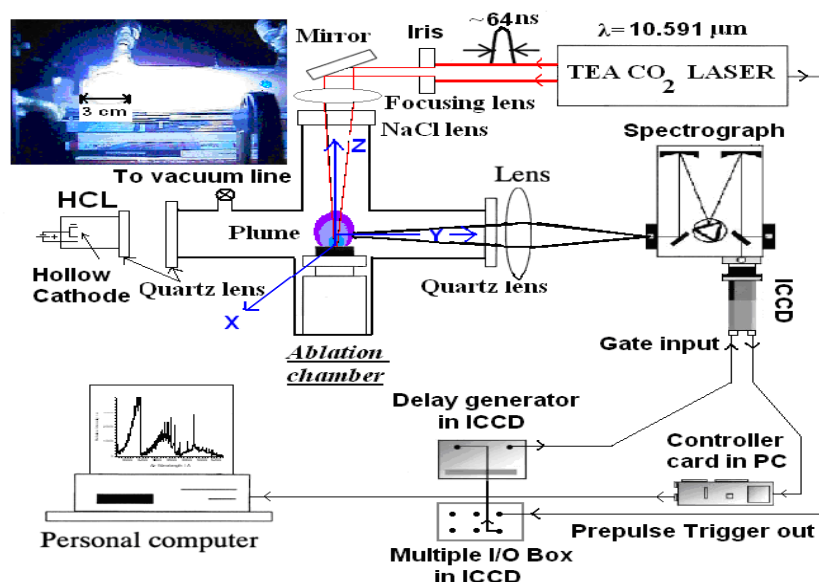 ~64ns
λ= 10.591 µm
Mirror
Iris
TEA CO₂ LASER
3 cm
Focusing lens
NaCl lens
Spectrograph
To vacuum line
Lens
HCL
Z
Plume
Y
Hollow
Cathode
Quartz lens
Quartz lens
X
ICCD
Gate input
Ablation
chamber
Delay generator
in ICCD
Controller
card in PC
Prepulse Trigger out
Personal computer
Multiple I/O Box
in ICCD